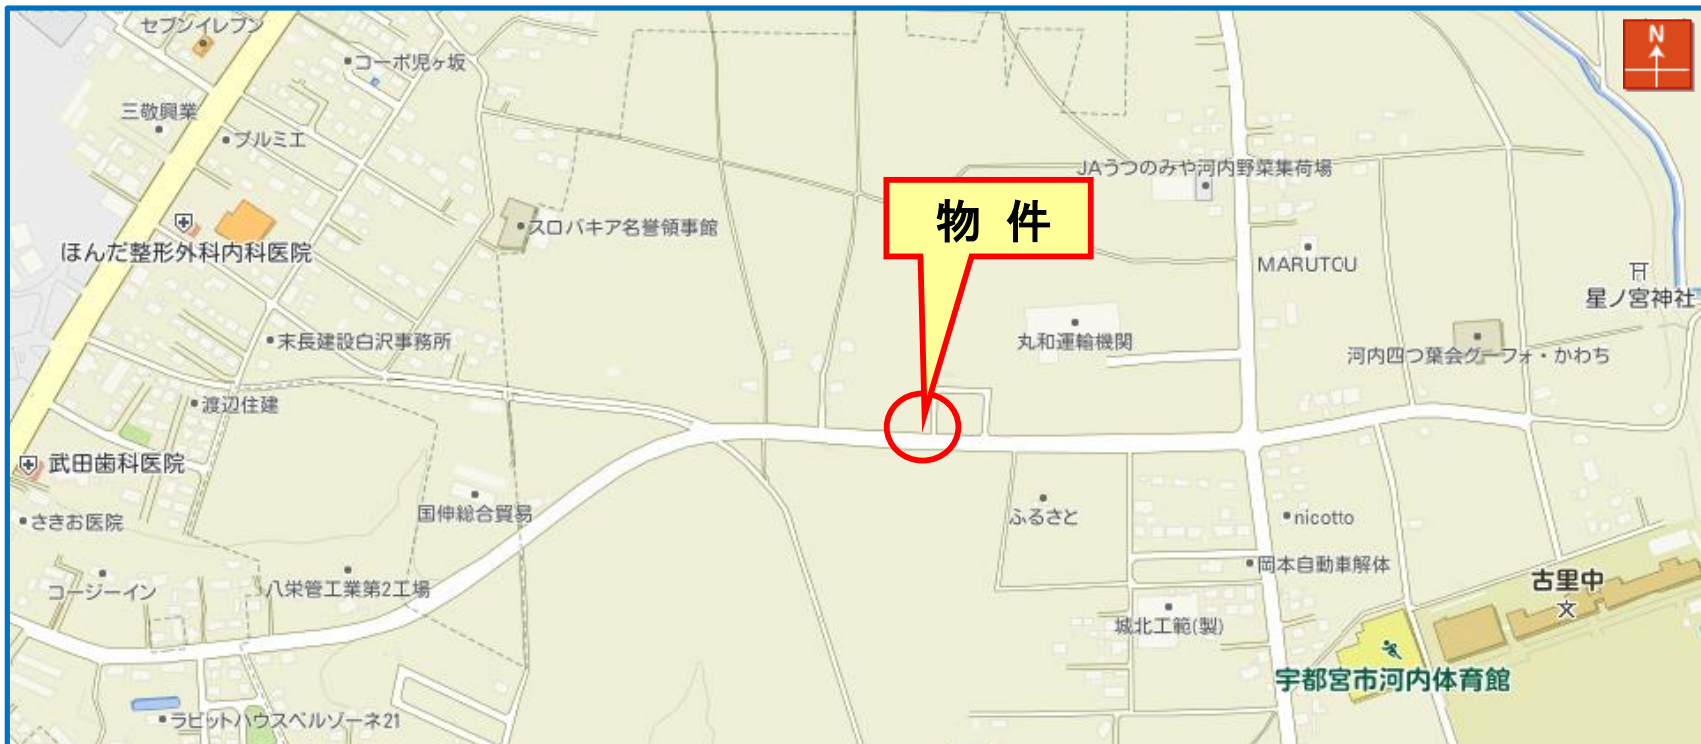 セブンイレブン
コーポ児ヶ坂
N
三敬興業
ブルミエ
JAうつのみや河内野菜集荷場
物 件
スロバキア名誉領事館
ほんだ整形外科内科医院
MARUTOU
星ノ宮神社
末長建設白沢事務所
丸和運輸機関
河内四つ葉会グーフォ・かわち
渡辺住建
武田歯科医院
さきお医院
国伸総合貿易
ふるさと
nicotto
岡本自動車解体
コージーイン
八栄管工業第2工場
古里中
文
城北工範(製)
宇都宮市河内体育館
ラビットハウスベルゾーネ21